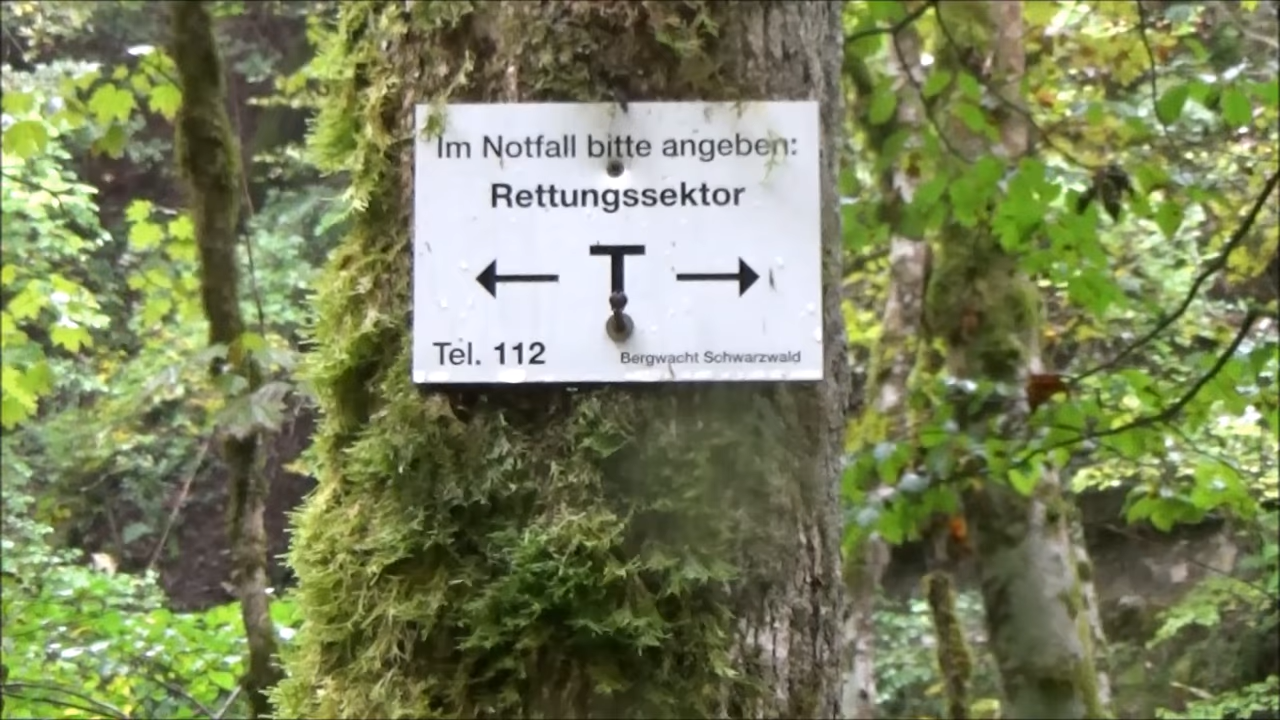 Im Notfall bitte angeben:
Rettungssektor
← T →
Tel. 112 Bergwacht Schwarzwald